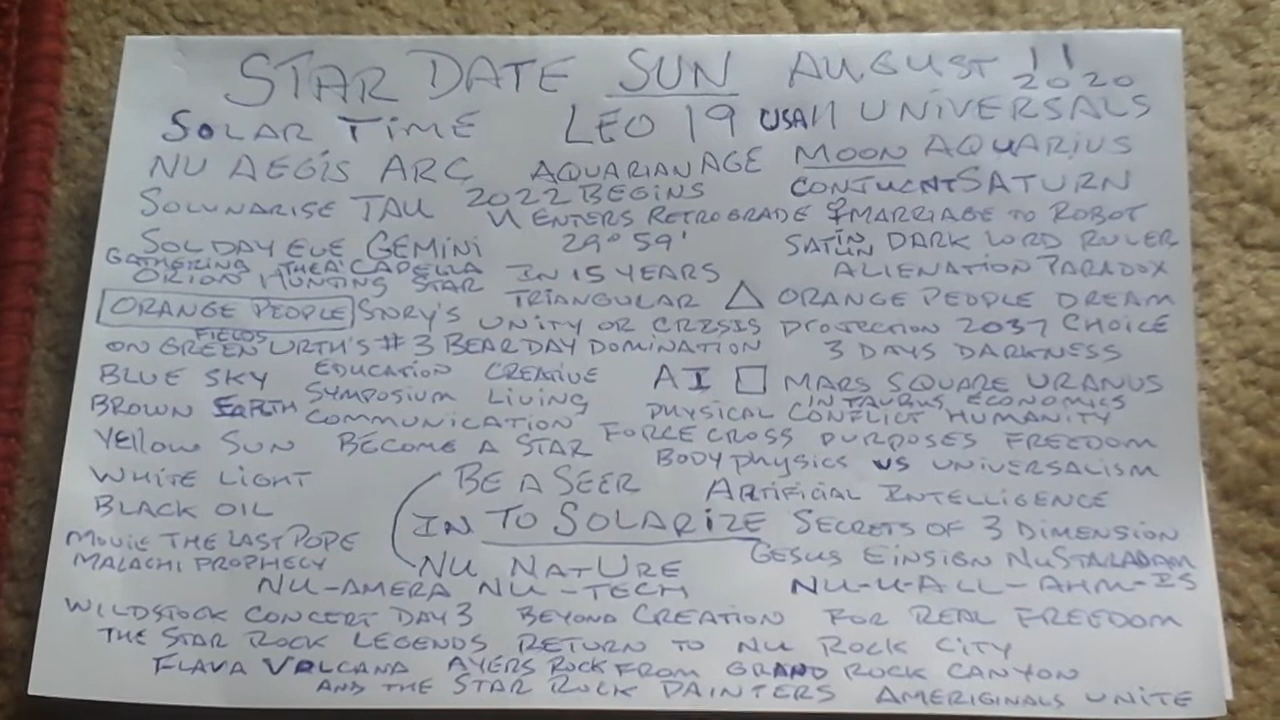 STAR DATE SUN AUGUST 11 2020
SOLAR TIME LEO 19 USA 11 UNIVERSALS
NU AEGIS ARC AQUARIAN AGE MOON AQUARIUS
SOLUNARISE TAU 2022 BEGINS CONJUCNT SATURN
ENTERS RETROGRADE ♀ MARRIAGE TO ROBOT
SOL DAY EVE GEMINI 29° 59' SATIN DARK LORD RULER
GATHERING THEA CAPELLA
ORION HUNTING STAR IN 15 YEARS ALIENATION PARADOX
ORANGE PEOPLE STORY'S TRIANGULAR △ ORANGE PEOPLE DREAM
UNITY OR CRISIS PROJECTION 2037 CHOICE
FIELDS
ON GREEN URTH'S #3 BEARDAY DOMINATION 3 DAYS DARKNESS
BLUE SKY EDUCATION CREATIVE AI □ MARS SQUARE URANUS
BROWN EARTH SYMPOSIUM LIVING IN TAURUS ECONOMICS
COMMUNICATION PHYSICAL CONFLICT HUMANITY
YELLOW SUN BECOME A STAR FORCE CROSS PURPOSES FREEDOM
WHITE LIGHT BE A SEER BODY PHYSICS VS UNIVERSALISM
BLACK OIL ARTIFICIAL INTELLIGENCE
IN TO SOLARIZE SECRETS OF 3 DIMENSION
MOVIE THE LAST POPE
MALACHI PROPHECY NU NATURE GESUS EINSIGN NUSTARADAM
NU-AMERA NU-TECH NU-U-ALL-AHM-IS
WILDSTOCK CONCERT DAY 3 BEYOND CREATION FOR REAL FREEDOM
THE STAR ROCK LEGENDS RETURN TO NU ROCK CITY
FLAVA VOLCANA AYERS ROCK FROM GRAND ROCK CANYON
AND THE STAR ROCK PAINTERS AMERIGINALS UNITE